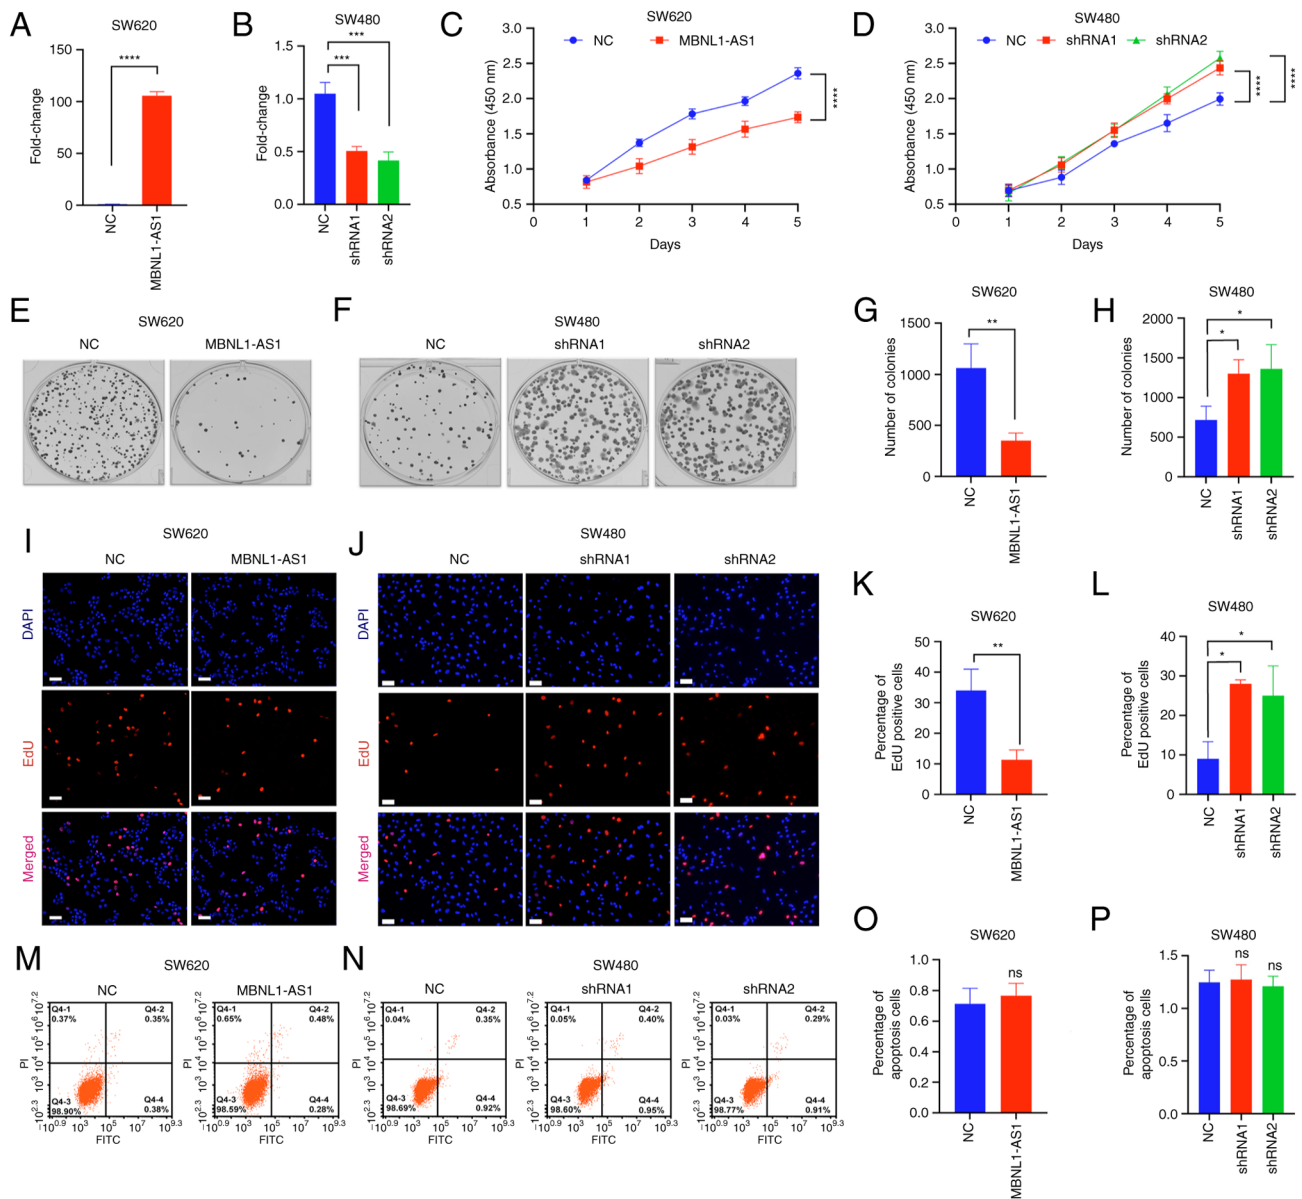 A
SW620
Fold-change
150
100
50
0
****
NC
MBNL1-AS1
B
SW480
Fold-change
1.5
1.0
0.5
0.0
***
***
NC
shRNA1
shRNA2
C
SW620
NC
MBNL1-AS1
Absorbance (450 nm)
3.0
2.5
2.0
1.5
1.0
0.5
****
0 1 2 3 4 5
Days
D
SW480
NC shRNA1 shRNA2
Absorbance (450 nm)
3.0
2.5
2.0
1.5
1.0
0.5
****
****
0 1 2 3 4 5
Days
E
SW620
NC MBNL1-AS1
F
SW480
NC shRNA1 shRNA2
G
SW620
Number of colonies
1500
1000
500
0
**
NC
MBNL1-AS1
H
SW480
Number of colonies
2000
1500
1000
500
0
*
*
NC
shRNA1
shRNA2
I
SW620
NC MBNL1-AS1
DAPI
EdU
Merged
J
SW480
NC shRNA1 shRNA2
DAPI
EdU
Merged
K
SW620
Percentage of
EdU positive cells
50
40
30
20
10
0
**
NC
MBNL1-AS1
L
SW480
Percentage of
EdU positive cells
40
30
20
10
0
*
*
NC
shRNA1
shRNA2
M
SW620
NC
PI
Q4-1
0.37%
Q4-2
0.35%
Q4-3
98.90%
Q4-4
0.38%
FITC
MBNL1-AS1
PI
Q4-1
0.65%
Q4-2
0.48%
Q4-3
98.59%
Q4-4
0.28%
FITC
N
SW480
NC
PI
Q4-1
0.04%
Q4-2
0.35%
Q4-3
98.69%
Q4-4
0.92%
FITC
shRNA1
PI
Q4-1
0.05%
Q4-2
0.40%
Q4-3
98.60%
Q4-4
0.95%
FITC
shRNA2
PI
Q4-1
0.03%
Q4-2
0.29%
Q4-3
98.77%
Q4-4
0.91%
FITC
O
SW620
Percentage of
apoptosis cells
1.0
0.8
0.6
0.4
0.2
0.0
ns
NC
MBNL1-AS1
P
SW480
Percentage of
apoptosis cells
1.5
1.0
0.5
0.0
ns
ns
NC
shRNA1
shRNA2